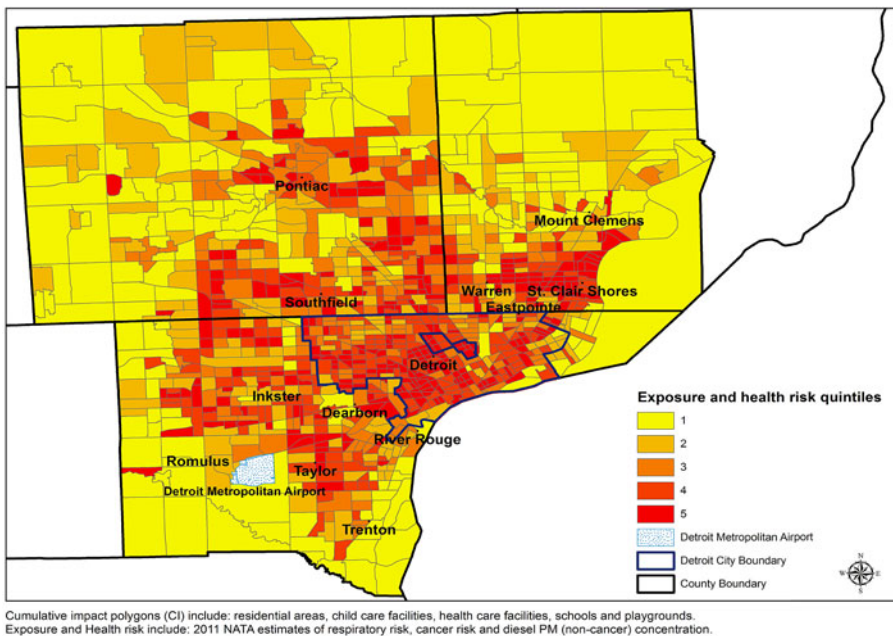 Pontiac
Mount Clemens
Warren
St. Clair Shores
Eastpointe
Southfield
Detroit
Inkster
Dearborn
River Rouge
Romulus
Taylor
Detroit Metropolitan Airport
Trenton
Exposure and health risk quintiles
1
2
3
4
5
Detroit Metropolitan Airport
Detroit City Boundary
County Boundary
N
W
E
S
Cumulative impact polygons (CI) include: residential areas, child care facilities, health care facilities, schools and playgrounds.
Exposure and Health risk include: 2011 NATA estimates of respiratory risk, cancer risk and diesel PM (non-cancer) concentration.